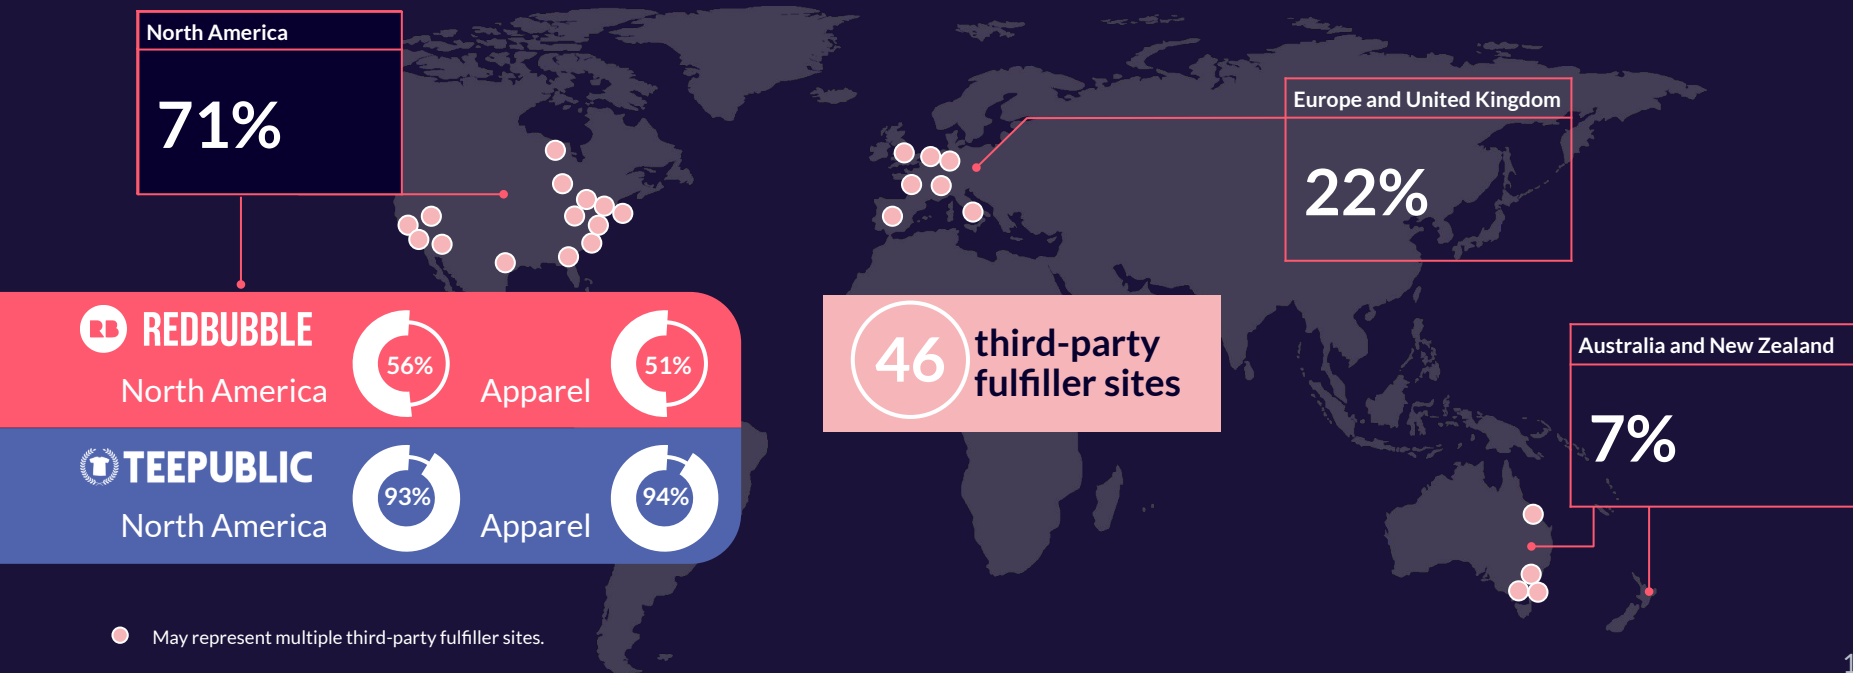 North America
71%
Europe and United Kingdom
22%
RB REDBUBBLE
North America
56%
Apparel
51%
TEEPUBLIC
North America
93%
Apparel
94%
46
third-party
fulfiller sites
Australia and New Zealand
7%
May represent multiple third-party fulfiller sites.